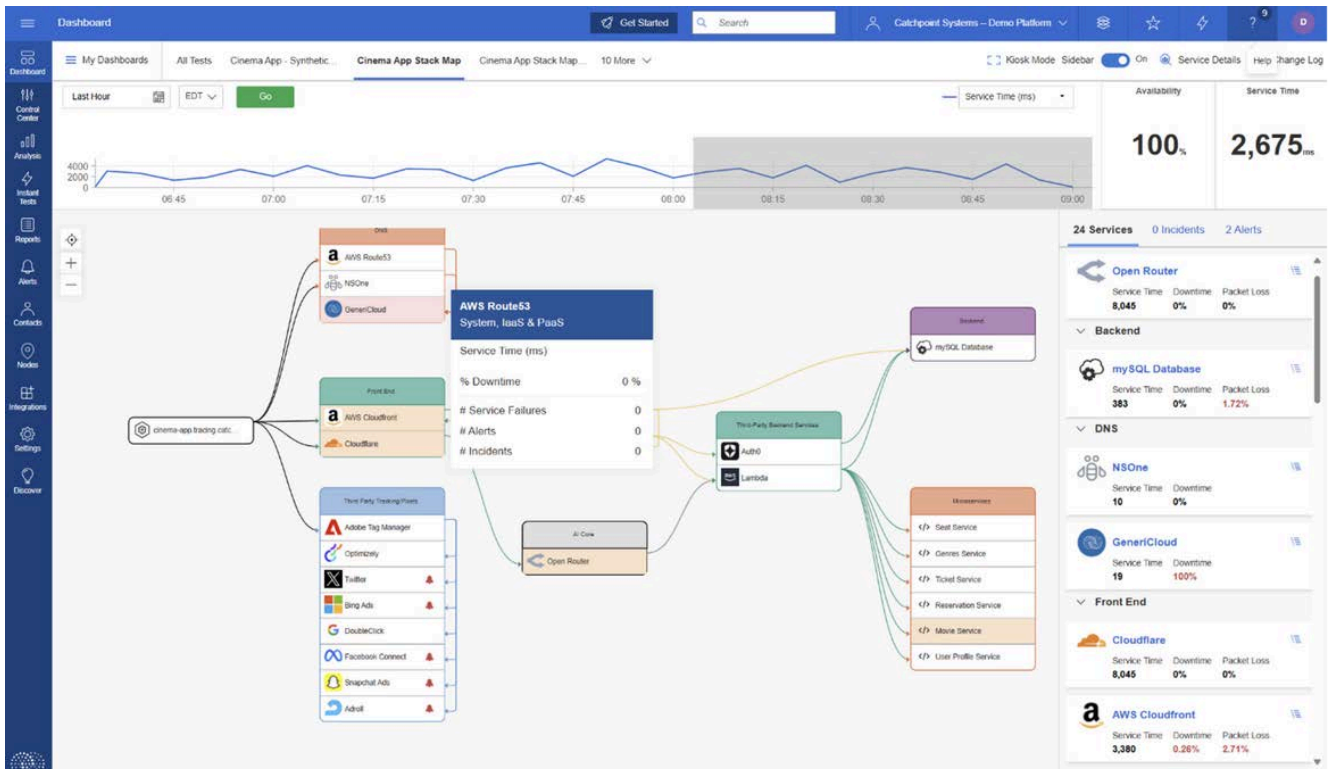 Dashboard
Get Started
Search
Catchpoint Systems – Demo Platform
9
?
D
Dashboard
Control Center
Analysis
Instant Tests
Reports
Alerts
Contacts
Nodes
Integrations
Settings
Discover
My Dashboards
All Tests
Cinema App - Synthetic...
Cinema App Stack Map
Cinema App Stack Map...
10 More
Kiosk Mode
Sidebar
On
Service Details
Help
Change Log
Last Hour
EDT
Go
Service Time (ms)
4000
2000
0
06:45
07:00
07:15
07:30
07:45
08:00
08:15
08:30
08:45
09:00
Availability
100%
Service Time
2,675ms
DNS
AWS Route53
NSOne
GeneriCloud
AWS Route53
System, IaaS & PaaS
Service Time (ms)
% Downtime 0 %
# Service Failures 0
# Alerts 0
# Incidents 0
Front End
AWS Cloudfront
Cloudflare
cinema-app tracing catc...
Third Party Tracking Pixels
Adobe Tag Manager
Optimizely
Twitter
Bing Ads
DoubleClick
Facebook Connect
Snapchat Ads
Adroll
AI Core
Open Router
Third-Party Backend Services
Auth0
Lambda
Backend
mySQL Database
Microservices
Seat Service
Genres Service
Ticket Service
Reservation Service
Movie Service
User Profile Service
24 Services
0 Incidents
2 Alerts
Open Router
Service Time Downtime Packet Loss
8,045 0% 0%
Backend
mySQL Database
Service Time Downtime Packet Loss
383 0% 1.72%
DNS
NSOne
Service Time Downtime
10 0%
GeneriCloud
Service Time Downtime
19 100%
Front End
Cloudflare
Service Time Downtime Packet Loss
8,045 0% 0%
AWS Cloudfront
Service Time Downtime Packet Loss
3,380 0.26% 2.71%